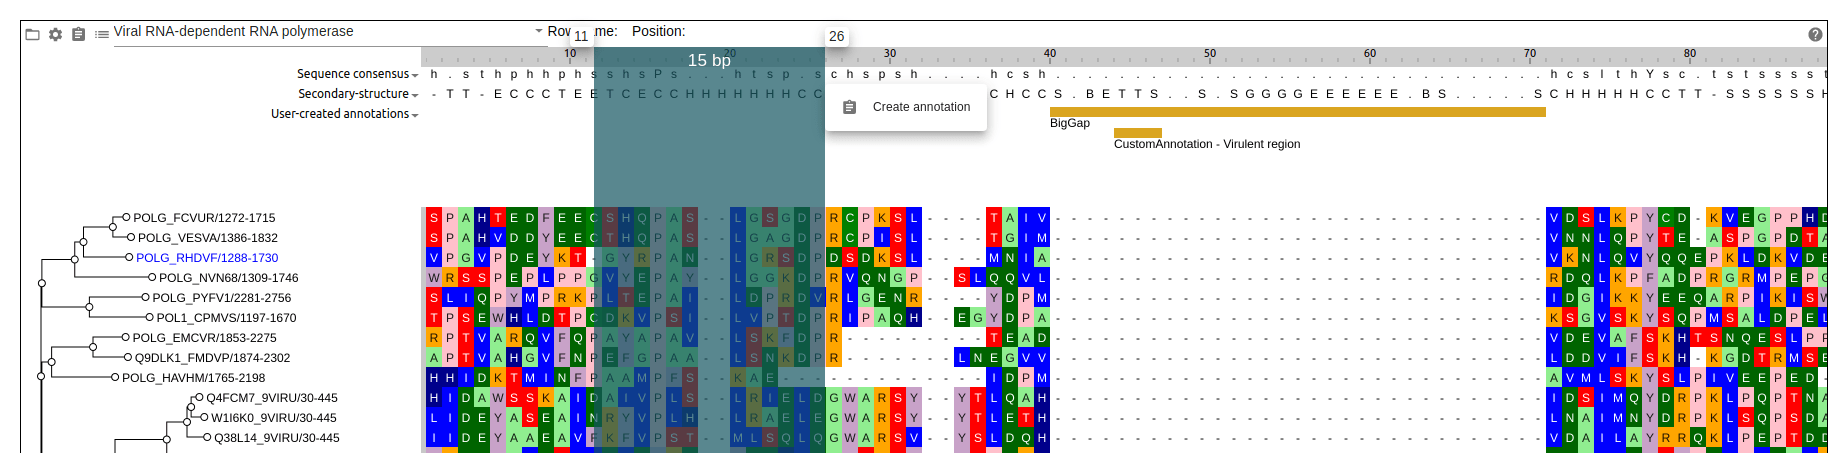 Viral RNA-dependent RNA polymerase
Row me: Position:
11
26
15 bp
10 20 30 40 50 60 70 80
Sequence consensus h . s t h p h h p h s s h s P s . . . h t s p . s c h s p s h . . . . h c s h . . . . . . . . . . . . . . . . . . . . . . . . . . . . . . . h c s l t h Y s c . t s t s s s s t
Secondary-structure - T T - E C C C T E E T C E C C H H H H H H H C C C H C C S . B E T T S . . S . S G G G G E E E E E E . B S . . . . . S C H H H H H C C T T - S S S S S S H
Create annotation
User-created annotations
BigGap
CustomAnnotation - Virulent region
POLG_FCVUR/1272-1715 S P A H T E D F E E C S H Q P A S - - L G S G D P R C P K S L - - - - T A I V - - - - - - - - - - - - - - - - - - - - - - - - - - - - - - - V D S L K P Y C D - K V E G P P H D
POLG_VESVA/1386-1832 S P A H V D D Y E E C T H Q P A S - - L G A G D P R C P I S L - - - - T G I M - - - - - - - - - - - - - - - - - - - - - - - - - - - - - - - V N N L Q P Y T E - A S P G P D T A
POLG_RHDVF/1288-1730 V P G V P D E Y K T - G Y R P A N - - L G R S D P D S D K S L - - - - M N I A - - - - - - - - - - - - - - - - - - - - - - - - - - - - - - - V K N L Q V Y Q Q E P K L D K V D E
POLG_NVN68/1309-1746 W R S S P E P L P P G V Y E P A Y - - L G G K D P R V Q N G P - - S L Q Q V L - - - - - - - - - - - - - - - - - - - - - - - - - - - - - - - R D Q L K P F A D P R G R M P E P G
POLG_PYFV1/2281-2756 S L I Q P Y M P R K P L T E P A I - - L D P R D V R L G E N R - - - - Y D P M - - - - - - - - - - - - - - - - - - - - - - - - - - - - - - - I D G I K K Y E E Q A R P I K I S W
POL1_CPMVS/1197-1670 T P S E W H L D T P C D K V P S I - - L V P T D P R I P A Q H - - E G Y D P A - - - - - - - - - - - - - - - - - - - - - - - - - - - - - - - K S G V S K Y S Q P M S A L D P E L
POLG_EMCVR/1853-2275 R P T V A R Q V F Q P A Y A P A V - - L S K F D P R - - - - - - - - - T E A D - - - - - - - - - - - - - - - - - - - - - - - - - - - - - - - V D E V A F S K H T S N Q E S L P P
Q9DLK1_FMDVP/1874-2302 A P T V A H G V F N P E F G P A A - - L S N K D P R - - - - - - - L N E G V V - - - - - - - - - - - - - - - - - - - - - - - - - - - - - - - L D D V I F S K H - K G D T R M S E
POLG_HAVHM/1765-2198 H H I D K T M I N F P A A M P F S - - K A E - - - - - - - - - - - - - I D P M - - - - - - - - - - - - - - - - - - - - - - - - - - - - - - - A V M L S K Y S L P I V E E P E D -
Q4FCM7_9VIRU/30-445 H I D A W S S K A I D A I V P L S - - L R I E L D G W A R S Y - - Y T L Q A H - - - - - - - - - - - - - - - - - - - - - - - - - - - - - - - I D S I M Q Y D R P K L P Q P T N A
W1I6K0_9VIRU/30-445 L I D E Y A S E A I N R Y V P L H - - L R A E L E G W A R S Y - - Y T L E T H - - - - - - - - - - - - - - - - - - - - - - - - - - - - - - - L N A I M N Y D R P K L S Q P S D A
Q38L14_9VIRU/30-445 I I D E Y A A E A V F K F V P S T - - M L S Q L Q G W A R S V - - Y S L D Q H - - - - - - - - - - - - - - - - - - - - - - - - - - - - - - - V D A I L A Y R R Q K L P E P T D D